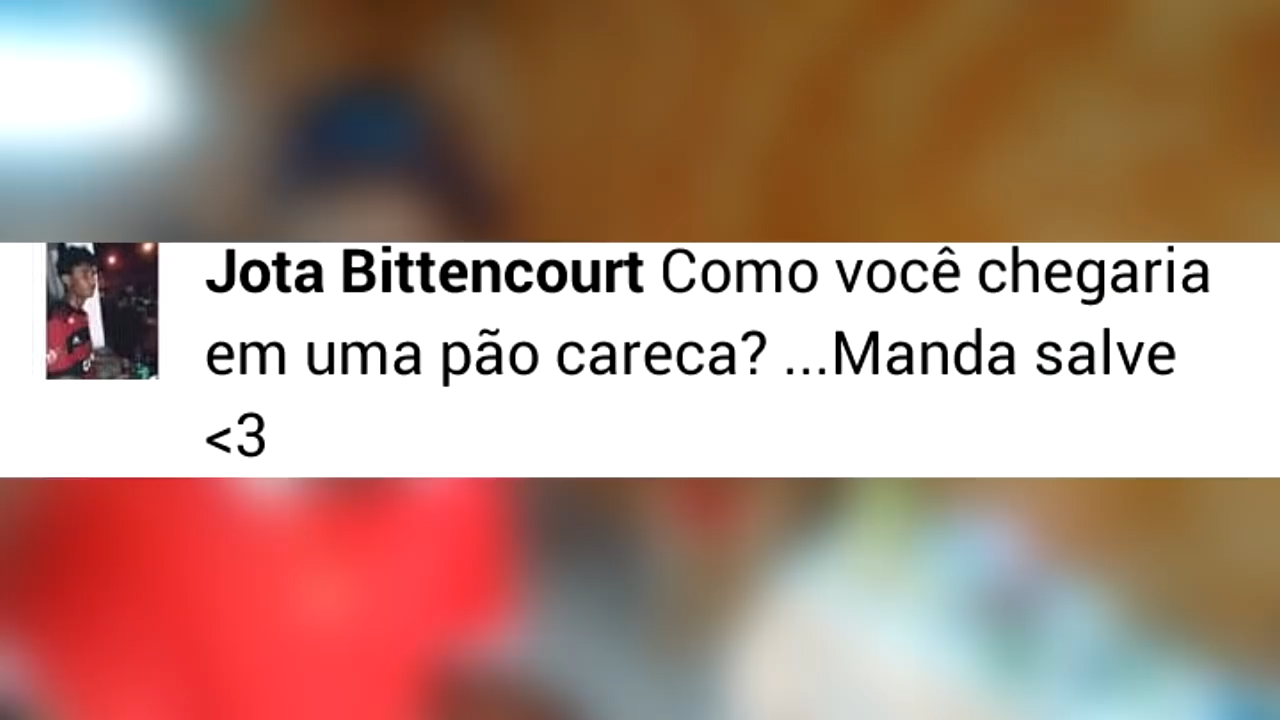 Jota Bittencourt Como você chegaria
em uma pão careca? ...Manda salve
<3